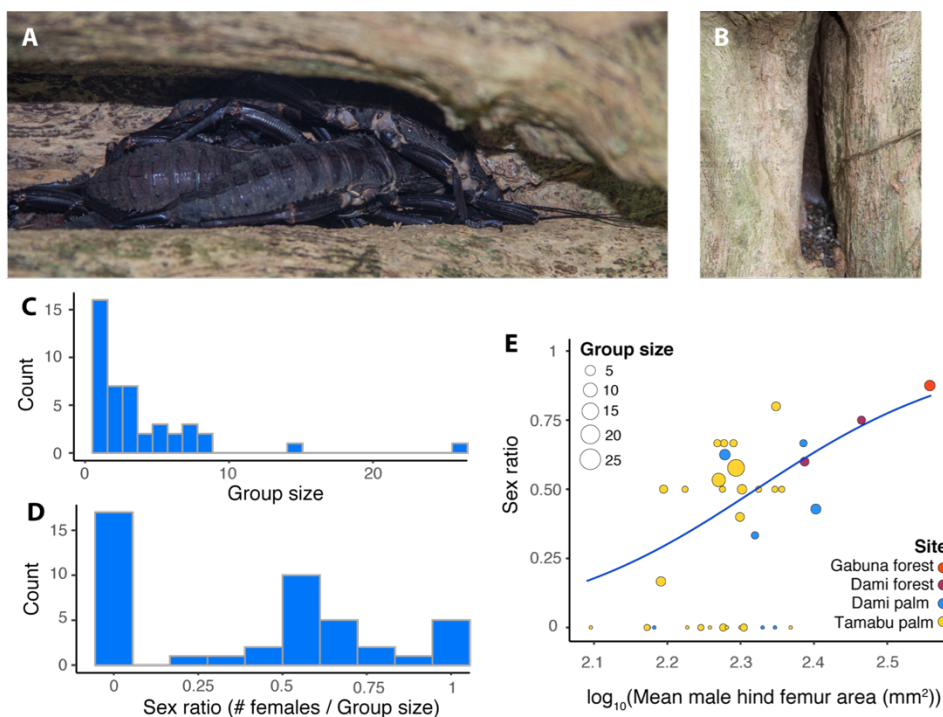 A
B
C
15
10
5
0
Count
0
10
20
Group size
D
15
10
5
0
Count
0
0.25
0.5
0.75
1
Sex ratio (# females / Group size)
E
1
0.75
0.50
0.25
0
Sex ratio
Group size
5
10
15
20
25
Site
Gabuna forest
Dami forest
Dami palm
Tamabu palm
2.1
2.2
2.3
2.4
2.5
log₁₀(Mean male hind femur area (mm²))